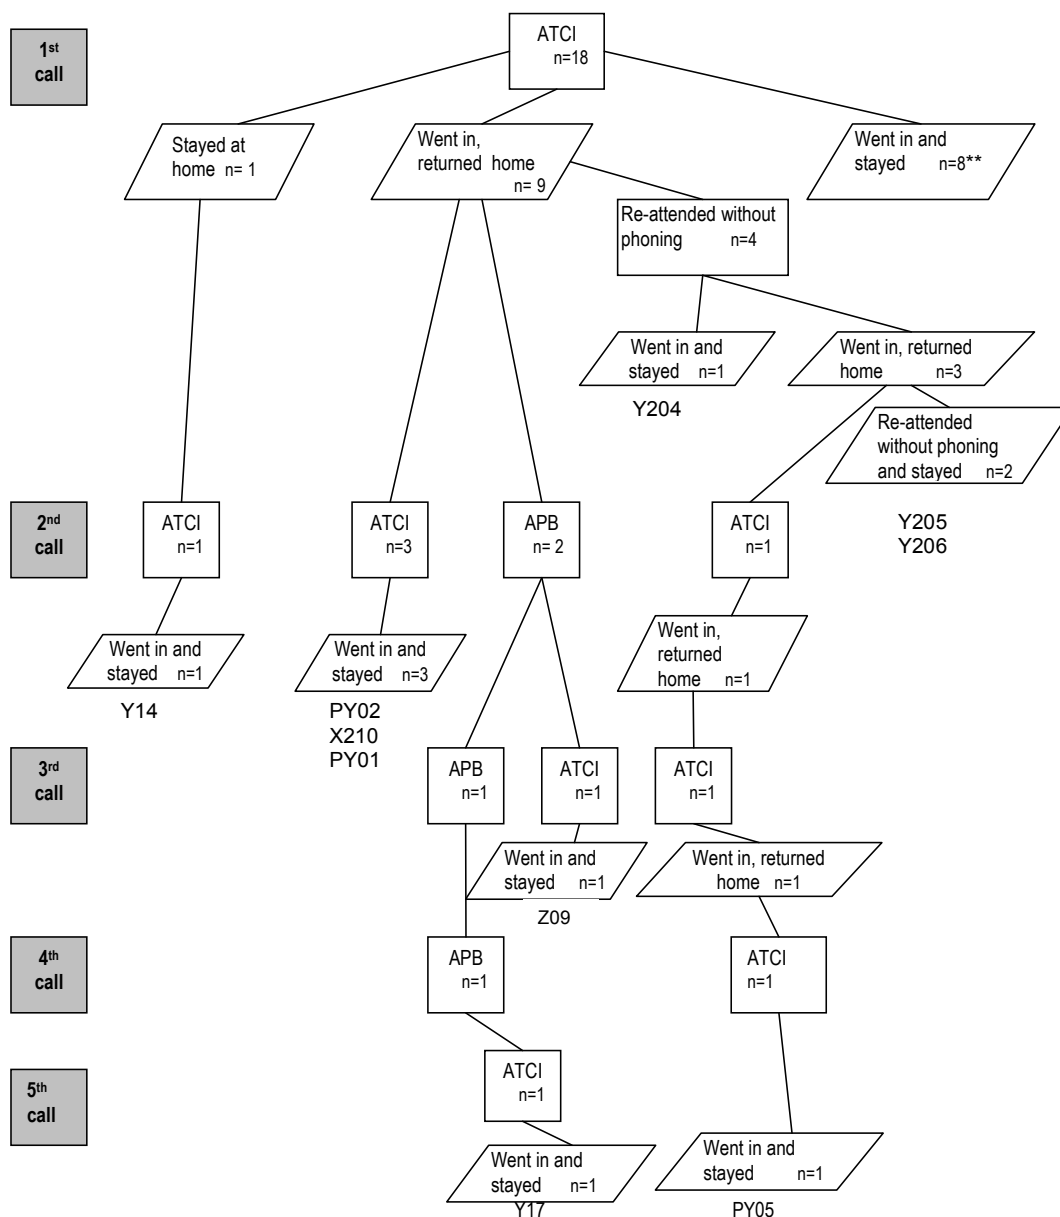 1st
call
ATCI
n=18
Stayed at
home n= 1
Went in,
returned home
n= 9
Went in and
stayed n=8**
Re-attended without
phoning n=4
Went in and
stayed n=1
Y204
Went in, returned
home n=3
Re-attended
without phoning
and stayed n=2
Y205
Y206
2nd
call
ATCI
n=1
ATCI
n=3
APB
n= 2
ATCI
n=1
Went in and
stayed n=1
Y14
Went in and
stayed n=3
PY02
X210
PY01
Went in,
returned
home n=1
3rd
call
APB
n=1
ATCI
n=1
ATCI
n=1
Went in and
stayed n=1
Z09
Went in, returned
home n=1
4th
call
APB
n=1
ATCI
n=1
5th
call
ATCI
n=1
Went in and
stayed n=1
Y17
Went in and
stayed n=1
PY05